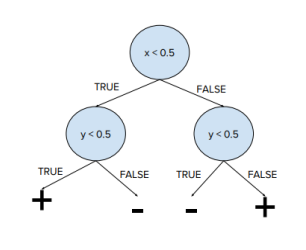 x < 0.5
TRUE FALSE
y < 0.5 y < 0.5
TRUE FALSE TRUE FALSE
+ - - +